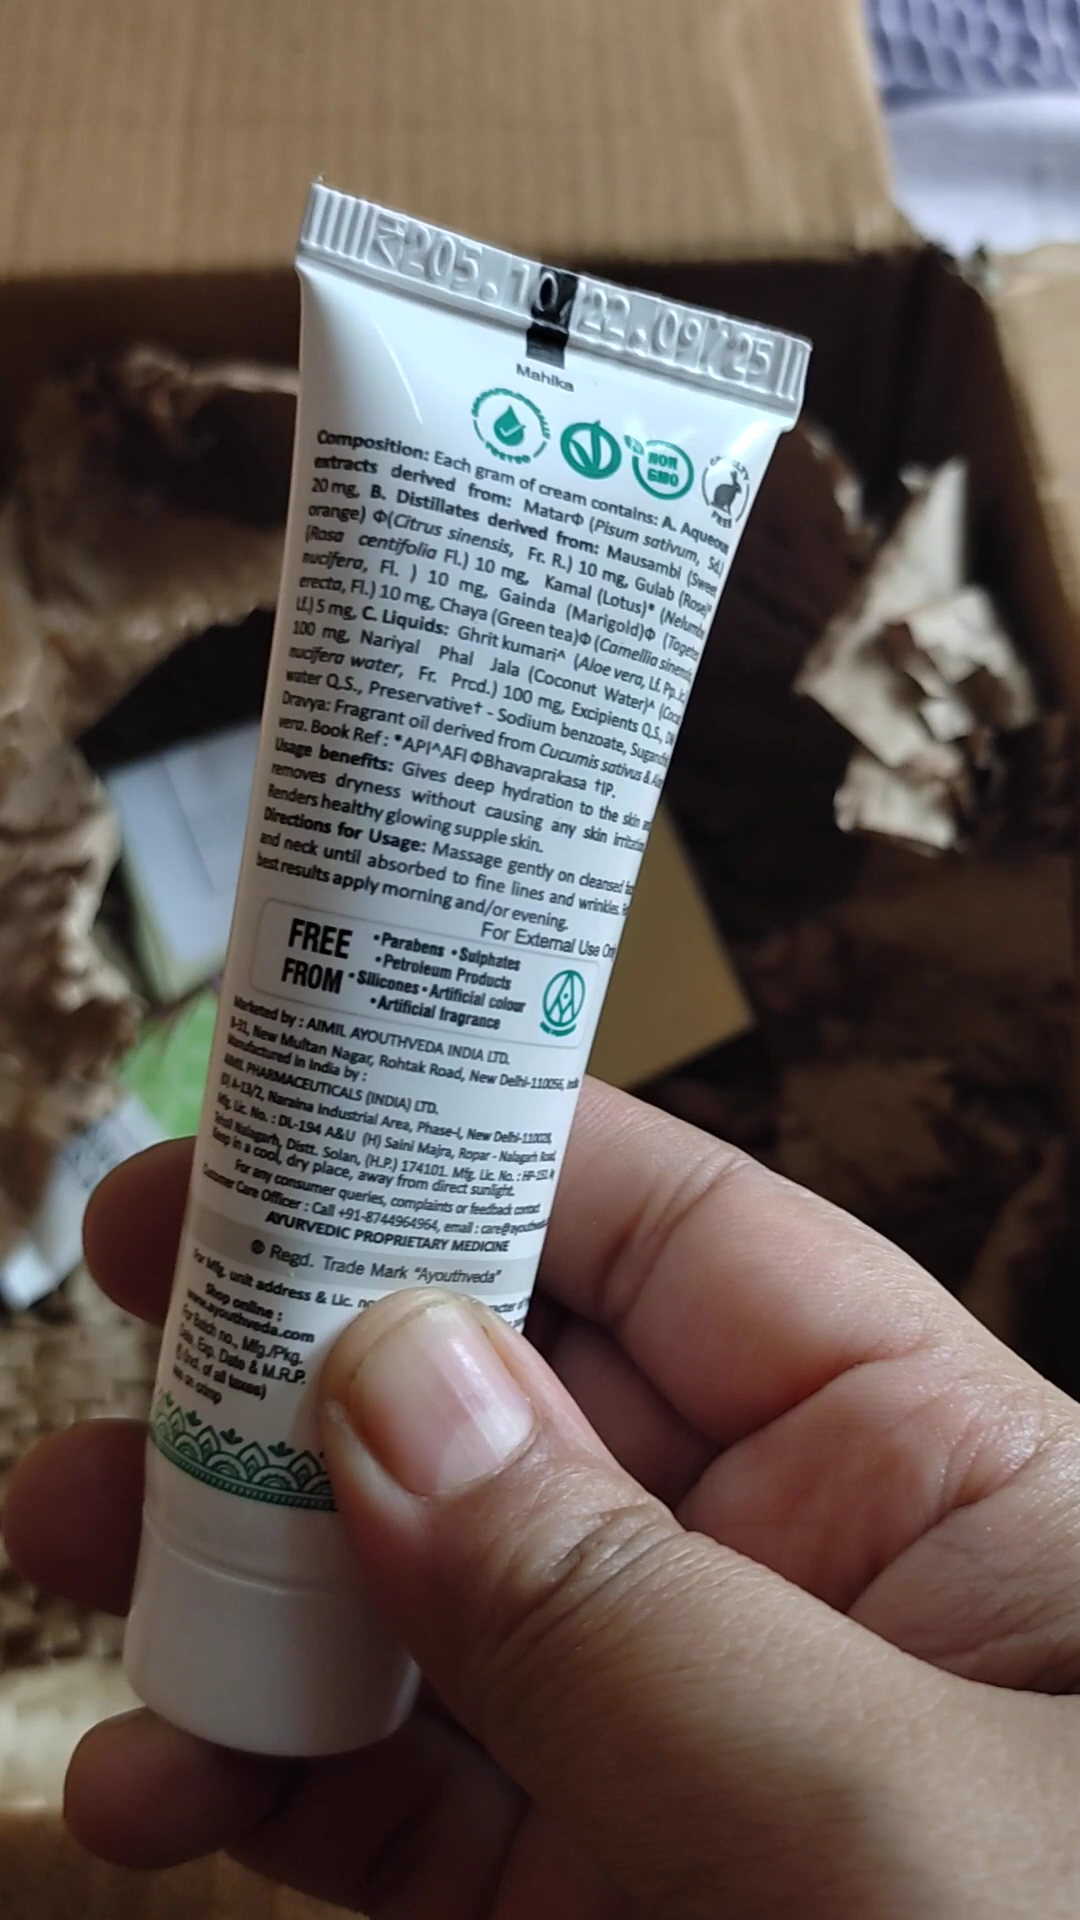 ₹205.10/ 22.09/25
Mahika
DERMATOLOGICALLY TESTED
NON GMO
CRUELTY FREE
Composition: Each gram of cream contains: A. Aqueous
extracts derived from: MatarΦ (Pisum sativum, Sd.)
20 mg, B. Distillates derived from: Mausambi (Sweet
orange) Φ(Citrus sinensis, Fr. R.) 10 mg, Gulab (Rose)*
(Rosa centifolia Fl.) 10 mg, Kamal (Lotus)* (Nelumbo
nucifera, Fl. ) 10 mg, Gainda (Marigold)Φ (Tagetes
erecta, Fl.) 10 mg, Chaya (Green tea)Φ (Camellia sinensis,
Lf.) 5 mg, C. Liquids: Ghrit kumari^ (Aloe vera, Lf. Pp.
100 mg, Nariyal Phal Jala (Coconut Water)^ (Cocos
nucifera water, Fr. Prcd.) 100 mg, Excipients Q.S.,
water Q.S., Preservative† - Sodium benzoate, Sugandhi
Dravya: Fragrant oil derived from Cucumis sativus &
vera. Book Ref : *API^AFI ΦBhavaprakasa †IP.
Usage benefits: Gives deep hydration to the skin
removes dryness without causing any skin irritation
Renders healthy glowing supple skin.
Directions for Usage: Massage gently on cleansed
and neck until absorbed to fine lines and wrinkles.
best results apply morning and/or evening.
For External Use On
FREE FROM
•Parabens •Sulphates
•Petroleum Products
•Silicones •Artificial colour
•Artificial fragrance
Marketed by : AIMIL AYOUTHVEDA INDIA LTD.
B-31, New Multan Nagar, Rohtak Road, New Delhi-110056,
Manufactured in India by :
AIMIL PHARMACEUTICALS (INDIA) LTD.
(D) A-13/2, Naraina Industrial Area, Phase-I, New Delhi-110028,
Mfg. Lic. No. : DL-194 A&U (H) Saini Majra, Ropar - Nalagarh Road,
Tehsil Nalagarh, Distt. Solan, (H.P.) 174101. Mfg. Lic. No. :
Keep in a cool, dry place, away from direct sunlight.
For any consumer queries, complaints or feedback contact
Customer Care Officer : Call +91-8744964964, email : care@ayouthveda
AYURVEDIC PROPRIETARY MEDICINE
® Regd. Trade Mark "Ayouthveda"
For Mfg. unit address & Lic. no
Shop online :
www.ayouthveda.com
For Batch no., Mfg./Pkg.
Date, Exp. Date & M.R.P.
(incl. of all taxes)
on crimp